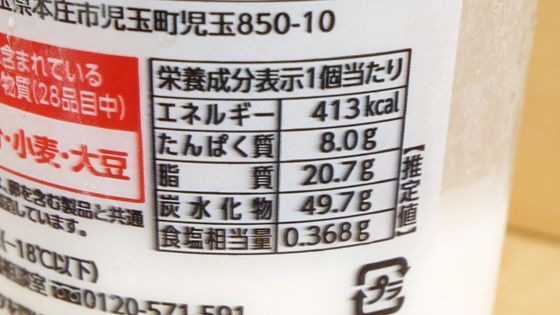 玉県本庄市児玉町児玉850-10
含まれている
物質(28品目中)
・小麦・大豆
卵を含む製品と共通
しています。
(-18℃以下)
相談室 0120-571-591
栄養成分表示1個当たり
エネルギー 413kcal
たんぱく質 8.0g
脂質 20.7g
炭水化物 49.7g
食塩相当量 0.368g
【推定値】
プラ